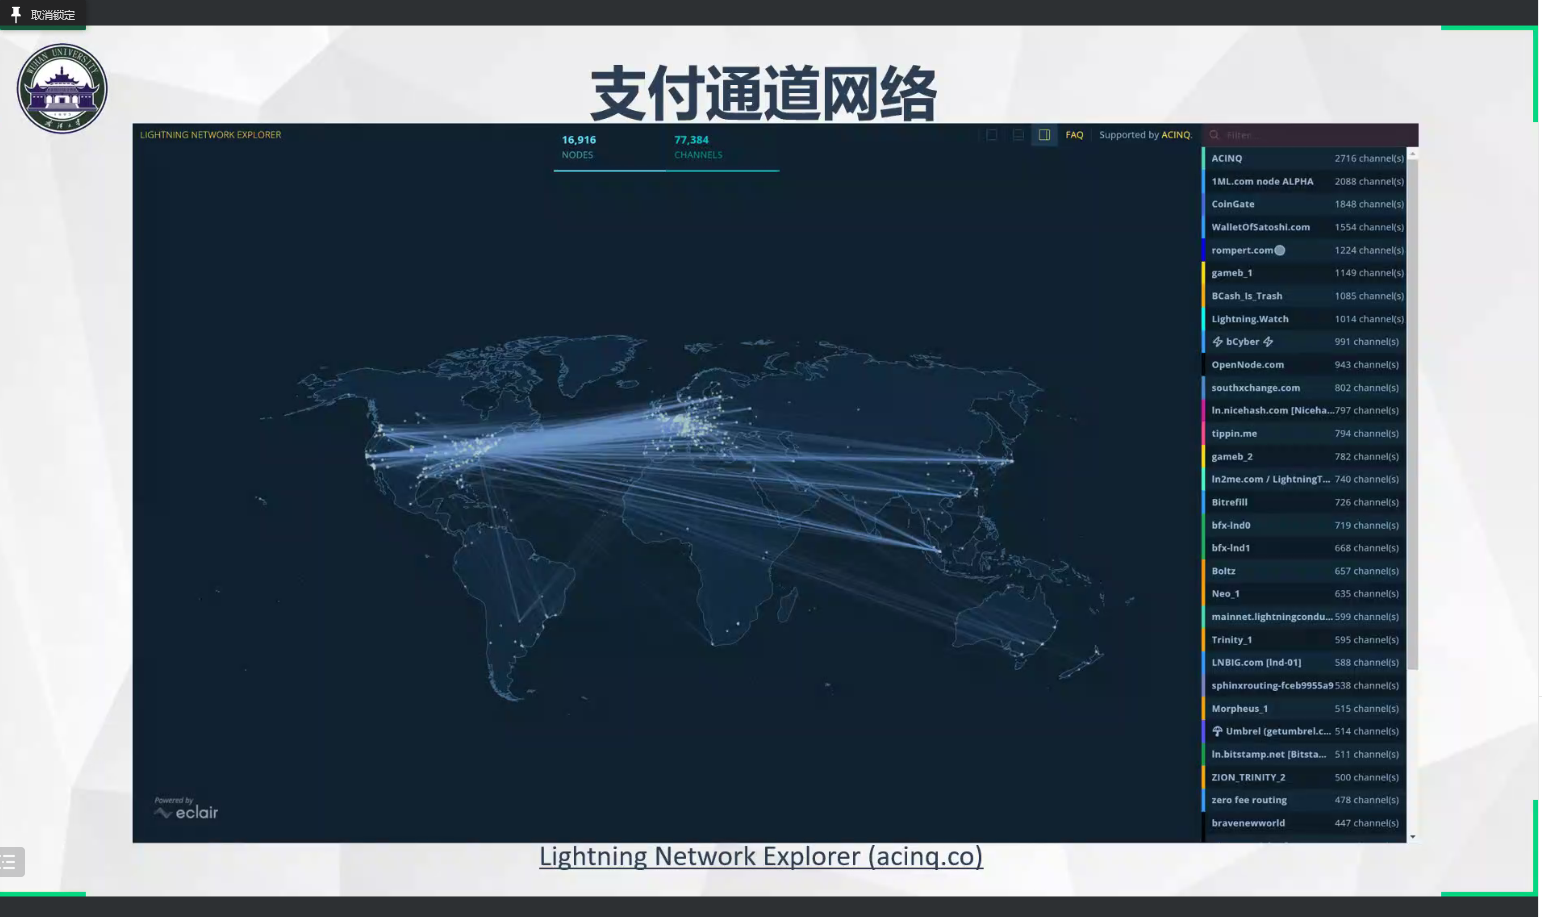 取消锁定
WUHAN UNIVERSITY
1893
支付通道网络
LIGHTNING NETWORK EXPLORER
16,916
NODES
77,384
CHANNELS
FAQ
Supported by ACINQ.
Filter...
ACINQ 2716 channel(s)
1ML.com node ALPHA 2088 channel(s)
CoinGate 1848 channel(s)
WalletOfSatoshi.com 1554 channel(s)
rompert.com 1224 channel(s)
gameb_1 1149 channel(s)
BCash_Is_Trash 1085 channel(s)
Lightning.Watch 1014 channel(s)
⚡ bCyber ⚡ 991 channel(s)
OpenNode.com 943 channel(s)
southxchange.com 802 channel(s)
ln.nicehash.com [Niceha... 797 channel(s)
tippin.me 794 channel(s)
gameb_2 782 channel(s)
ln2me.com / LightningT... 740 channel(s)
Bitrefill 726 channel(s)
bfx-lnd0 719 channel(s)
bfx-lnd1 668 channel(s)
Boltz 657 channel(s)
Neo_1 635 channel(s)
mainnet.lightningcondu... 599 channel(s)
Trinity_1 595 channel(s)
LNBIG.com [lnd-01] 588 channel(s)
sphinxrouting-fceb9955a9 538 channel(s)
Morpheus_1 515 channel(s)
☂ Umbrel (getumbrel.c... 514 channel(s)
ln.bitstamp.net [Bitsta... 511 channel(s)
ZION_TRINITY_2 500 channel(s)
zero fee routing 478 channel(s)
bravenewworld 447 channel(s)
Powered by
eclair
Lightning Network Explorer (acinq.co)